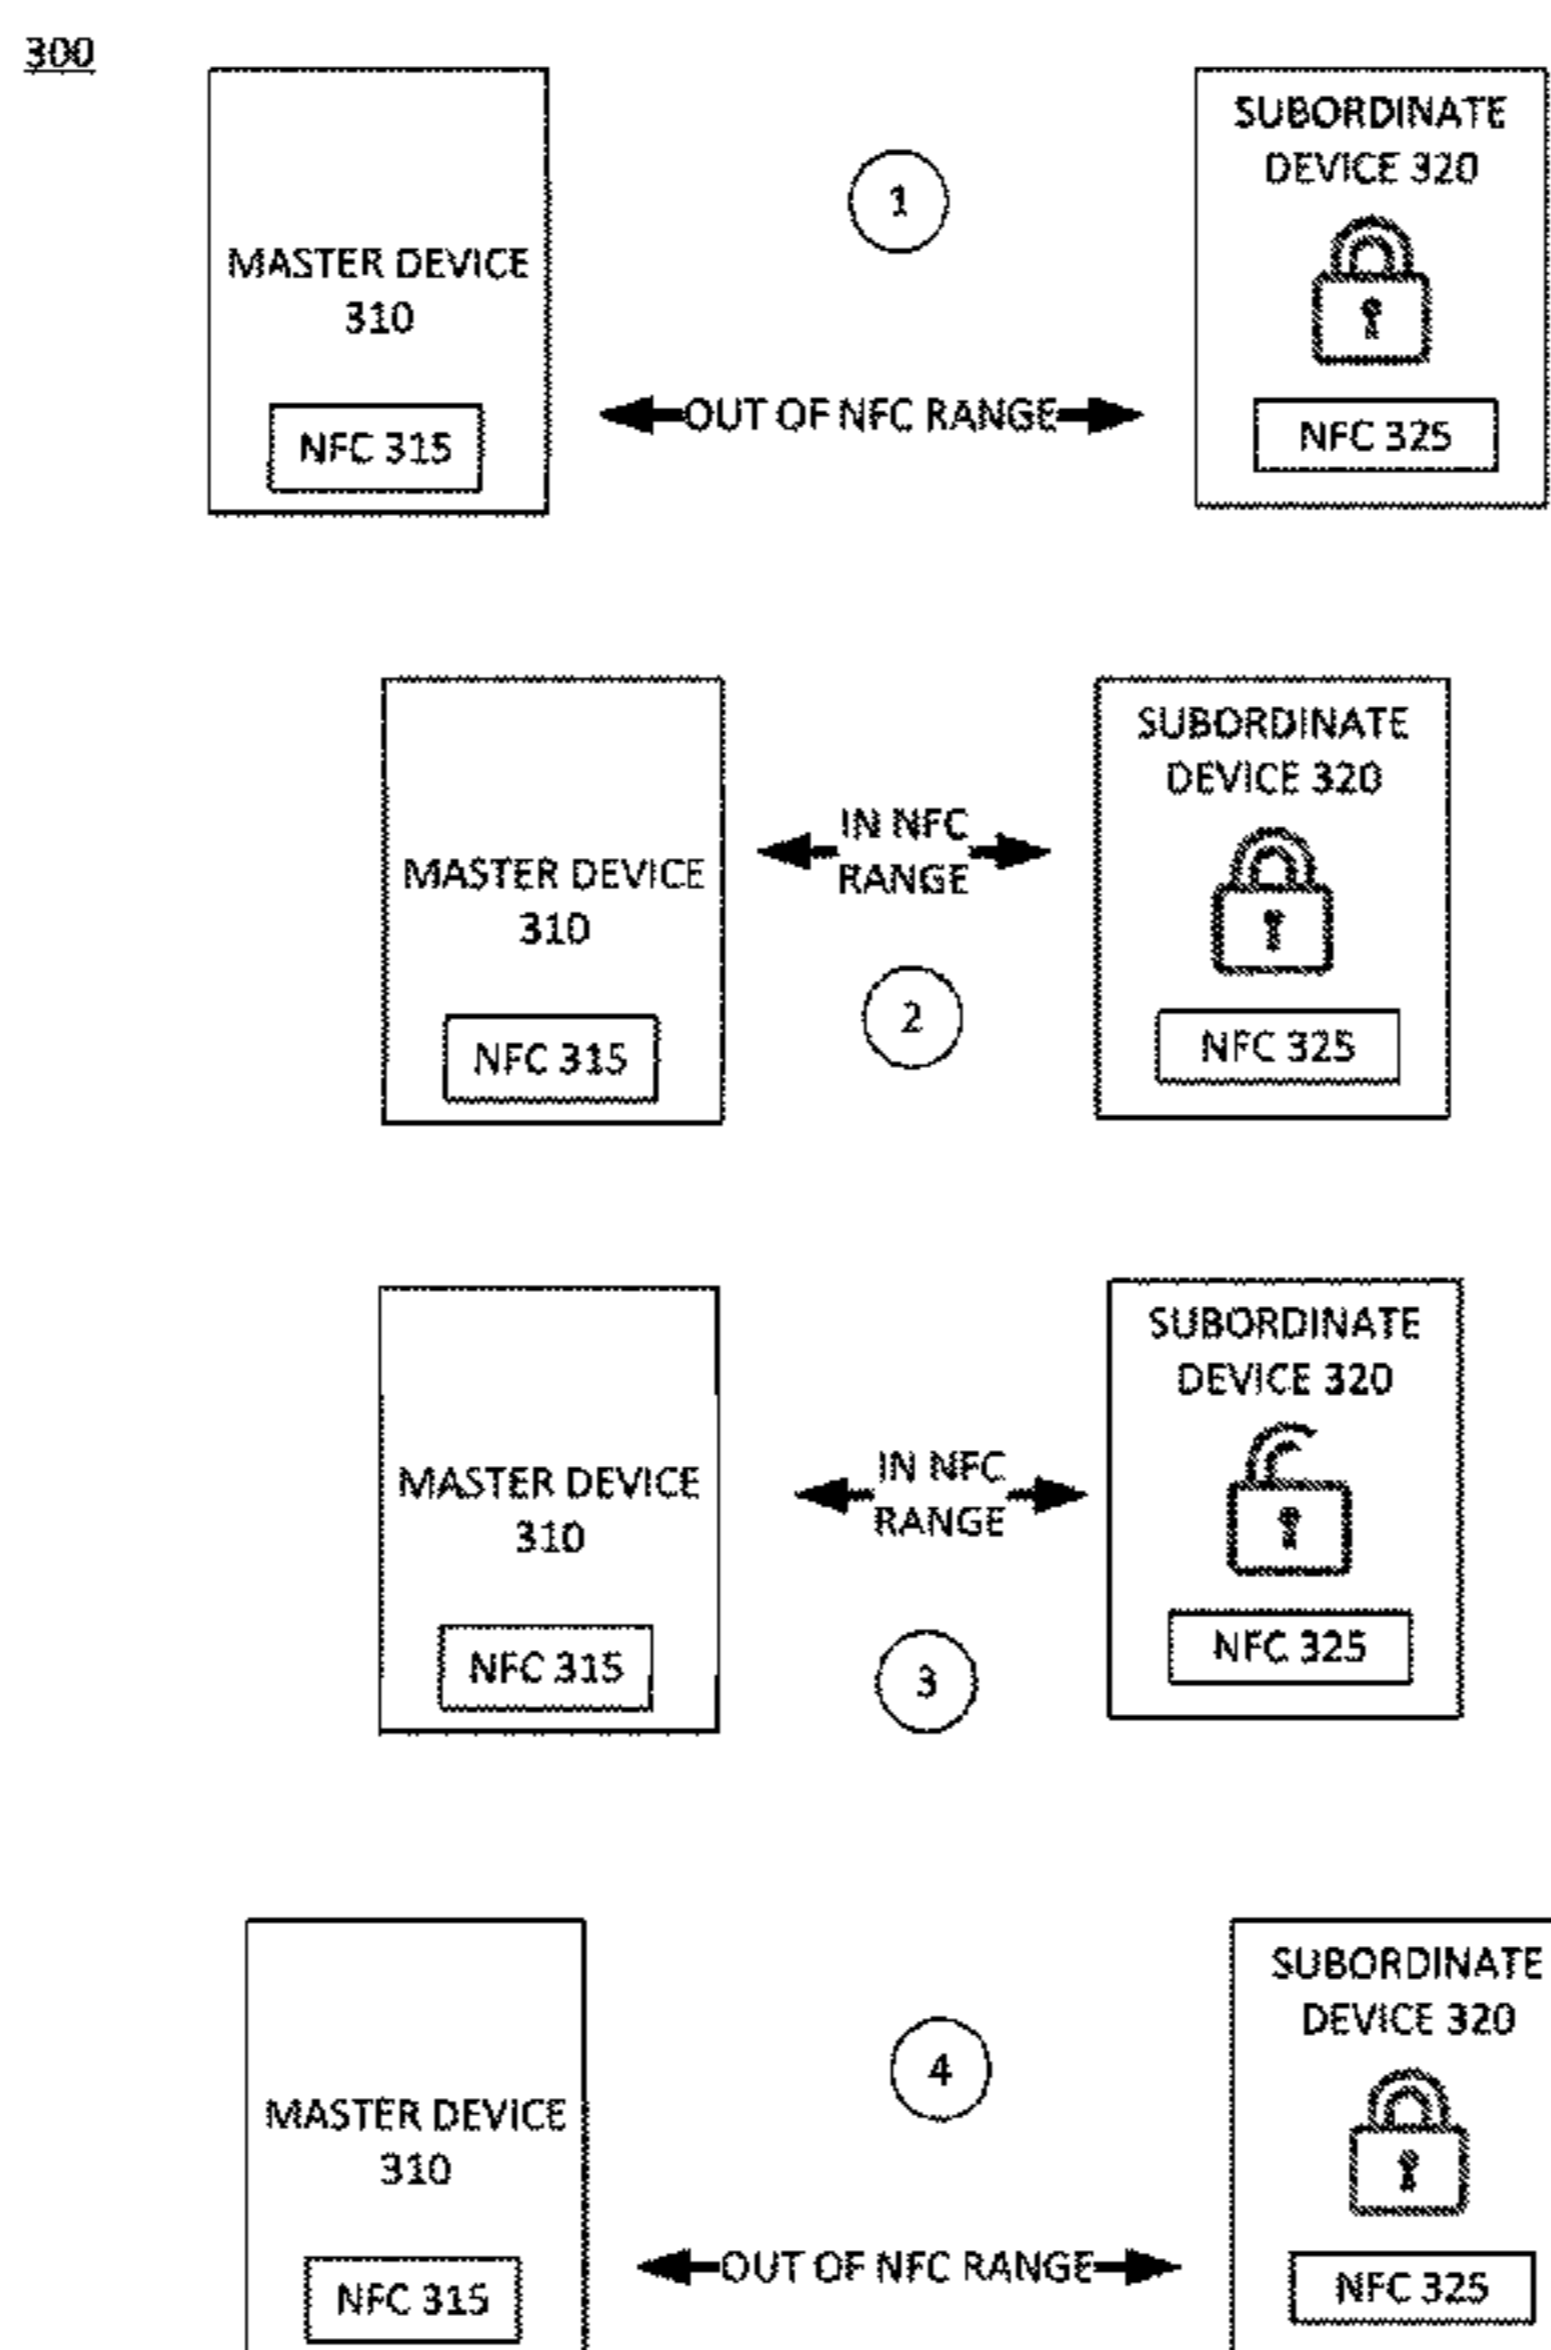 300
SUBORDINATE
DEVICE 320
1
MASTER DEVICE
310
OUT OF NFC RANGE
NFC 315
NFC 325
SUBORDINATE
DEVICE 320
IN NFC
RANGE
MASTER DEVICE
310
2
NFC 315
NFC 325
SUBORDINATE
DEVICE 320
IN NFC
RANGE
MASTER DEVICE
310
NFC 315
3
NFC 325
SUBORDINATE
DEVICE 320
4
MASTER DEVICE
310
OUT OF NFC RANGE
NFC 315
NFC 325